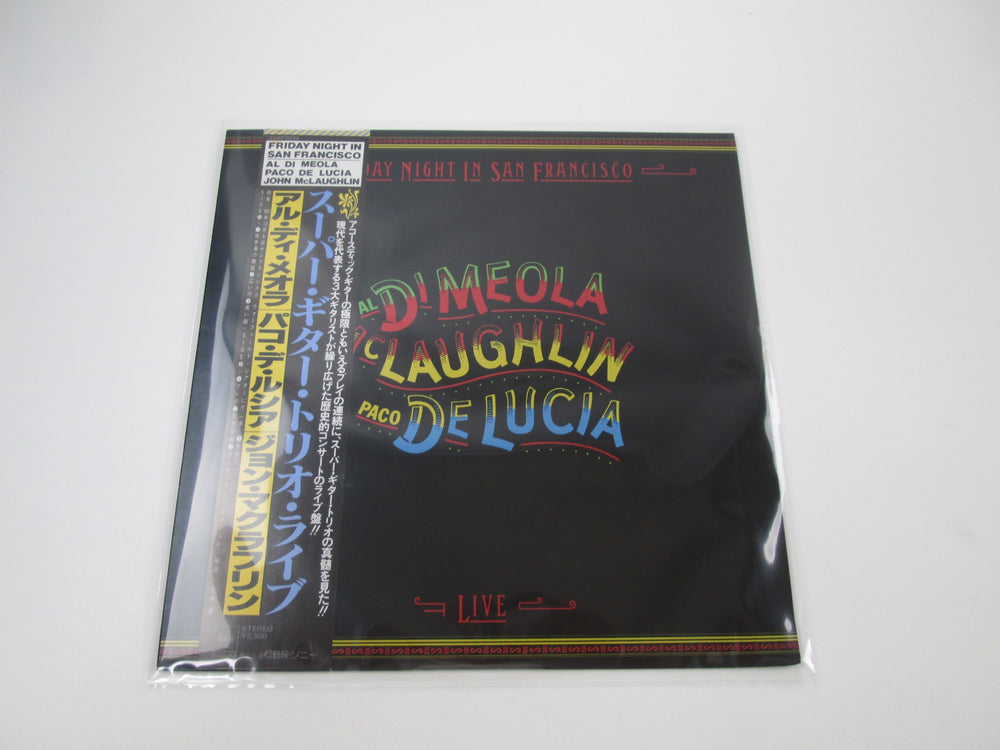 FRIDAY NIGHT IN
SAN FRANCISCO
AL DI MEOLA
PACO DE LUCIA
JOHN McLAUGHLIN
アコースティック・ギターの極限ともいえるプレイの連続に、スーパー・ギター・トリオの真髄を見た!!
現代を代表する3大ギタリストが繰り広げた歴史的コンサートのライブ盤!!
スーパー・ギター・トリオ・ライブ
アル・ディ・メオラ パコ・デ・ルシア ジョン・マクラフリン
STEREO
¥2,500
CBS・ソニー
NIGHT IN SAN FRANCISCO
AL DI MEOLA
McLAUGHLIN
PACO DE LUCIA
LIVE